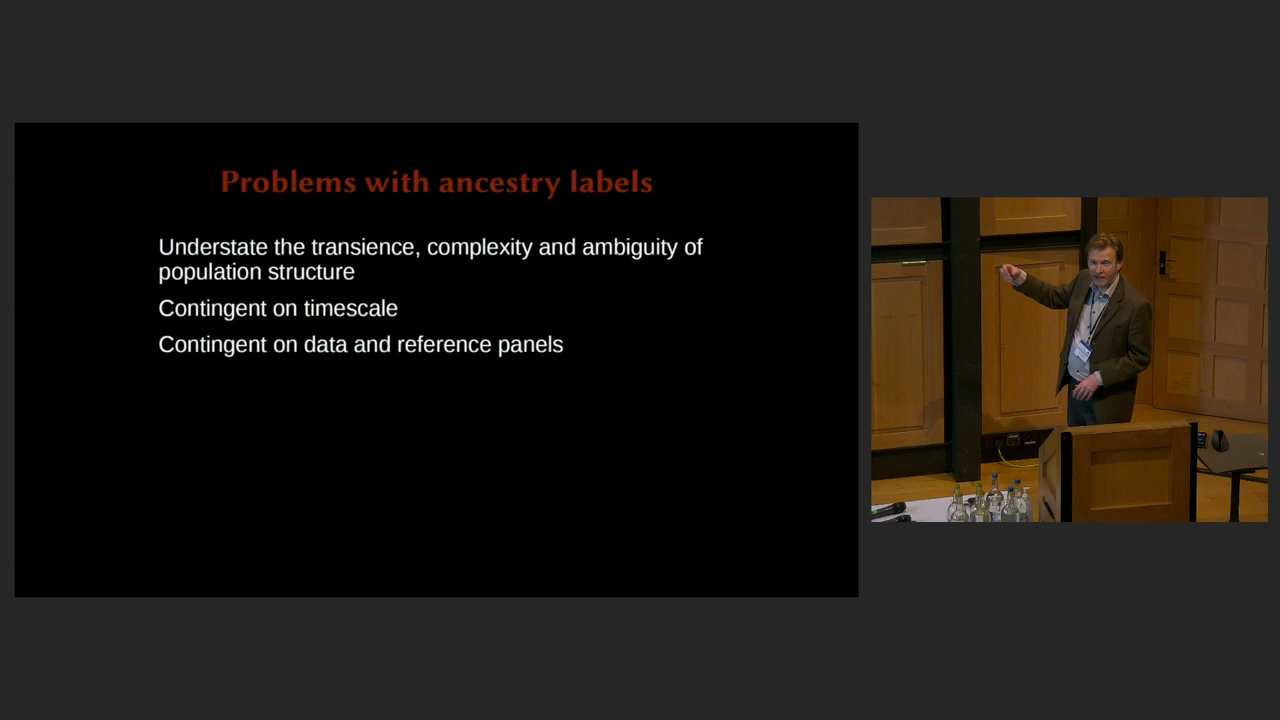 Problems with ancestry labels
Understate the transience, complexity and ambiguity of
population structure
Contingent on timescale
Contingent on data and reference panels